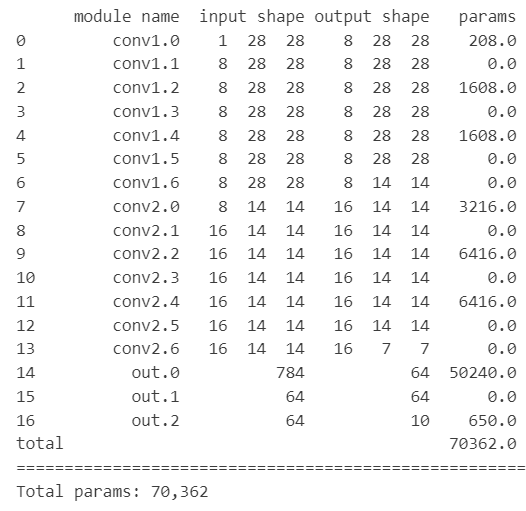 module name input shape output shape params
0 conv1.0 1 28 28 8 28 28 208.0
1 conv1.1 8 28 28 8 28 28 0.0
2 conv1.2 8 28 28 8 28 28 1608.0
3 conv1.3 8 28 28 8 28 28 0.0
4 conv1.4 8 28 28 8 28 28 1608.0
5 conv1.5 8 28 28 8 28 28 0.0
6 conv1.6 8 28 28 8 14 14 0.0
7 conv2.0 8 14 14 16 14 14 3216.0
8 conv2.1 16 14 14 16 14 14 0.0
9 conv2.2 16 14 14 16 14 14 6416.0
10 conv2.3 16 14 14 16 14 14 0.0
11 conv2.4 16 14 14 16 14 14 6416.0
12 conv2.5 16 14 14 16 14 14 0.0
13 conv2.6 16 14 14 16 7 7 0.0
14 out.0 784 64 50240.0
15 out.1 64 64 0.0
16 out.2 64 10 650.0
total 70362.0
=====================================================
Total params: 70,362